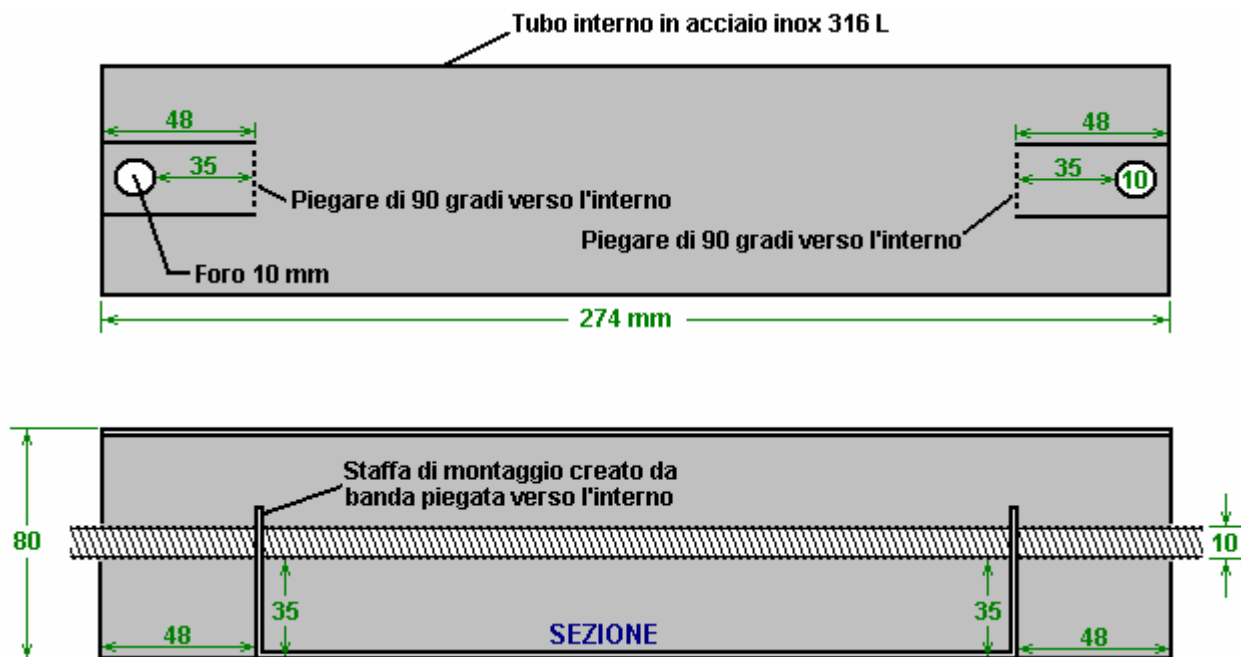 Tubo interno in acciaio inox 316 L
48
48
35
35
10
Piegare di 90 gradi verso l'interno
Piegare di 90 gradi verso l'interno
Foro 10 mm
274 mm
Staffa di montaggio creato da
banda piegata verso l'interno
80
10
35
35
48
SEZIONE
48